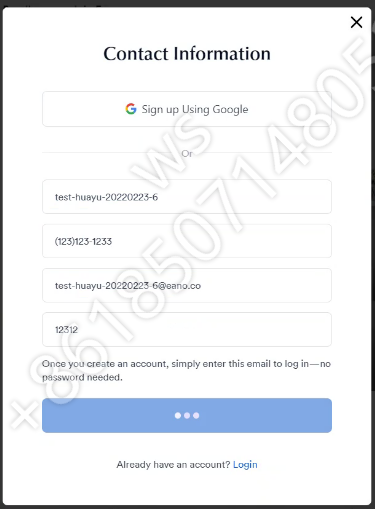 Contact Information
Sign up Using Google
Or
test-huayu-20220223-6
(123)123-1233
test-huayu-20220223-6@eano.co
12312
Once you create an account, simply enter this email to log in—no
password needed.
Already have an account? Login